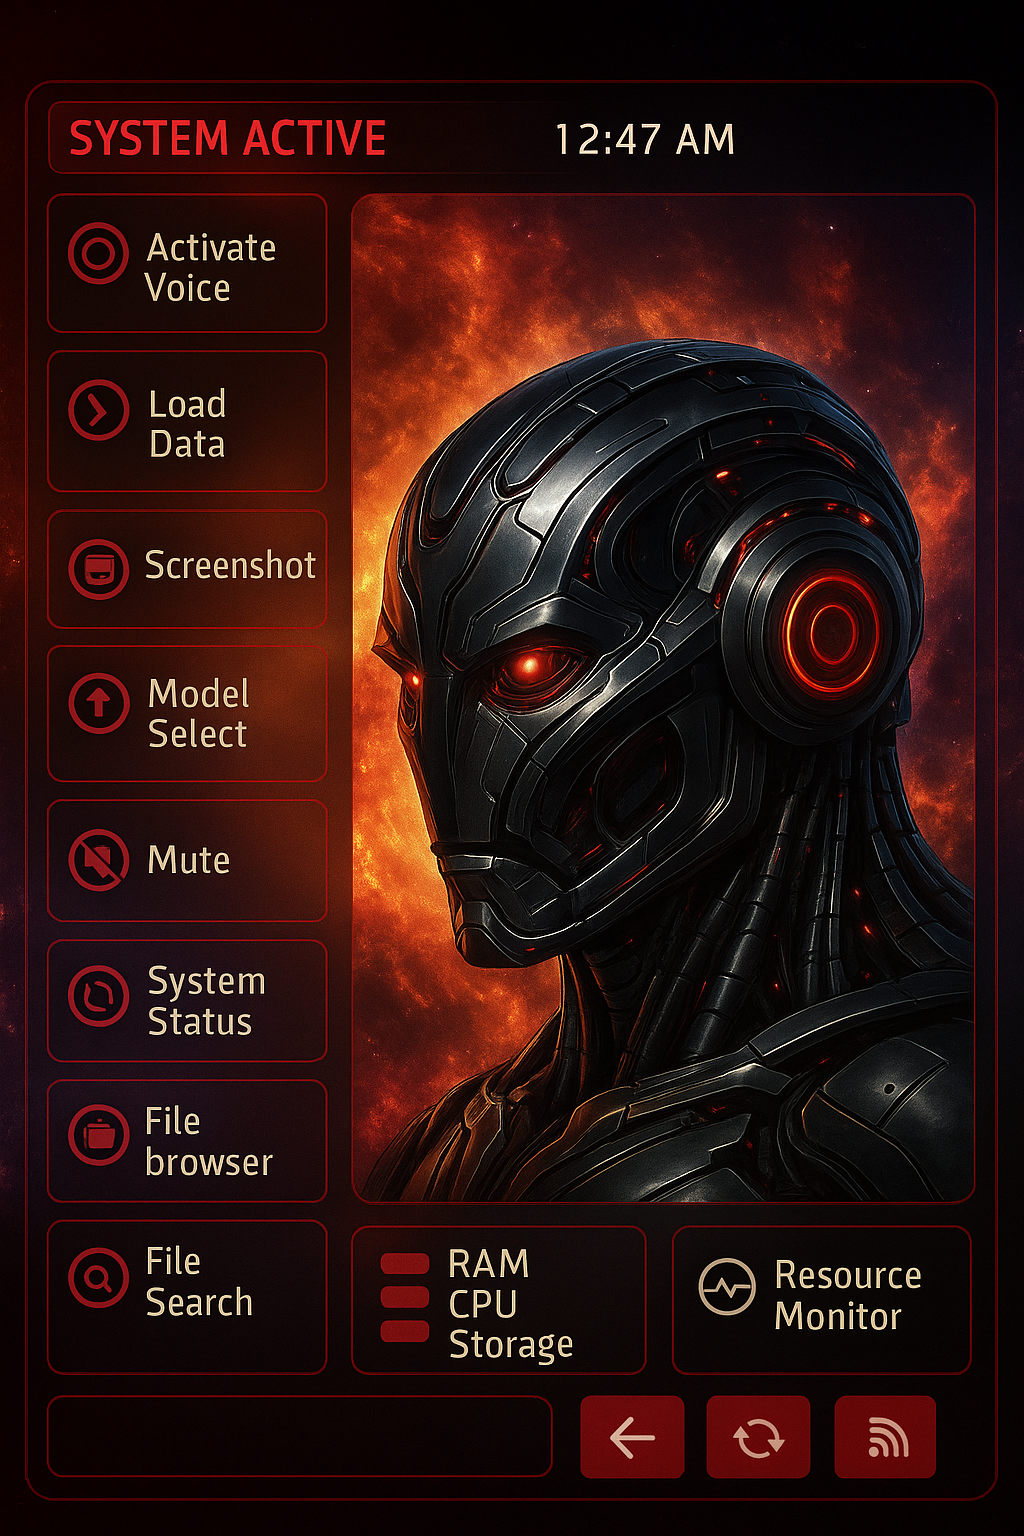 SYSTEM ACTIVE
12:47 AM
Activate
Voice
Load
Data
Screenshot
Model
Select
Mute
System
Status
File
browser
File
Search
RAM
CPU
Storage
Resource
Monitor